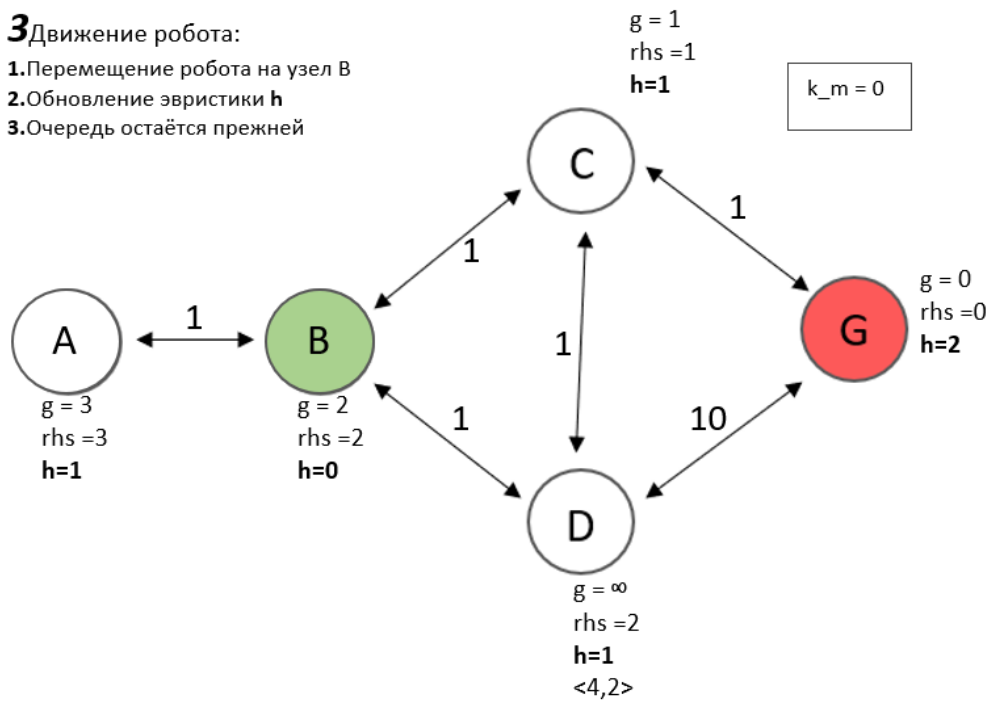 3Движение робота:
1.Перемещение робота на узел B
2.Обновление эвристики h
3.Очередь остаётся прежней
g = 1
rhs =1
h=1
k_m = 0
C
1
1
A
1
B
1
G
g = 0
rhs =0
h=2
g = 3
rhs =3
h=1
g = 2
rhs =2
h=0
1
10
D
g = ∞
rhs =2
h=1
<4,2>